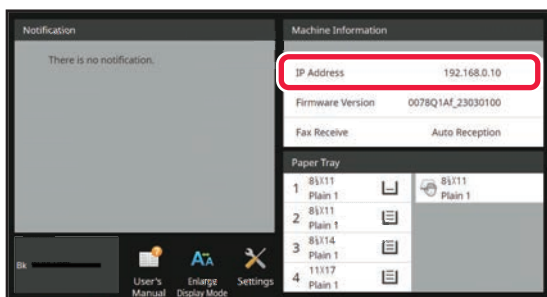 Notification
There is no notification.
Machine Information
IP Address 192.168.0.10
Firmware Version 0078Q1Af_23030100
Fax Receive Auto Reception
Paper Tray
1 8½X11
Plain 1
8½X11
Plain 1
2 8½X11
Plain 1
3 8½X14
Plain 1
4 11X17
Plain 1
Bk
User's
Manual
Enlarge
Display Mode
Settings